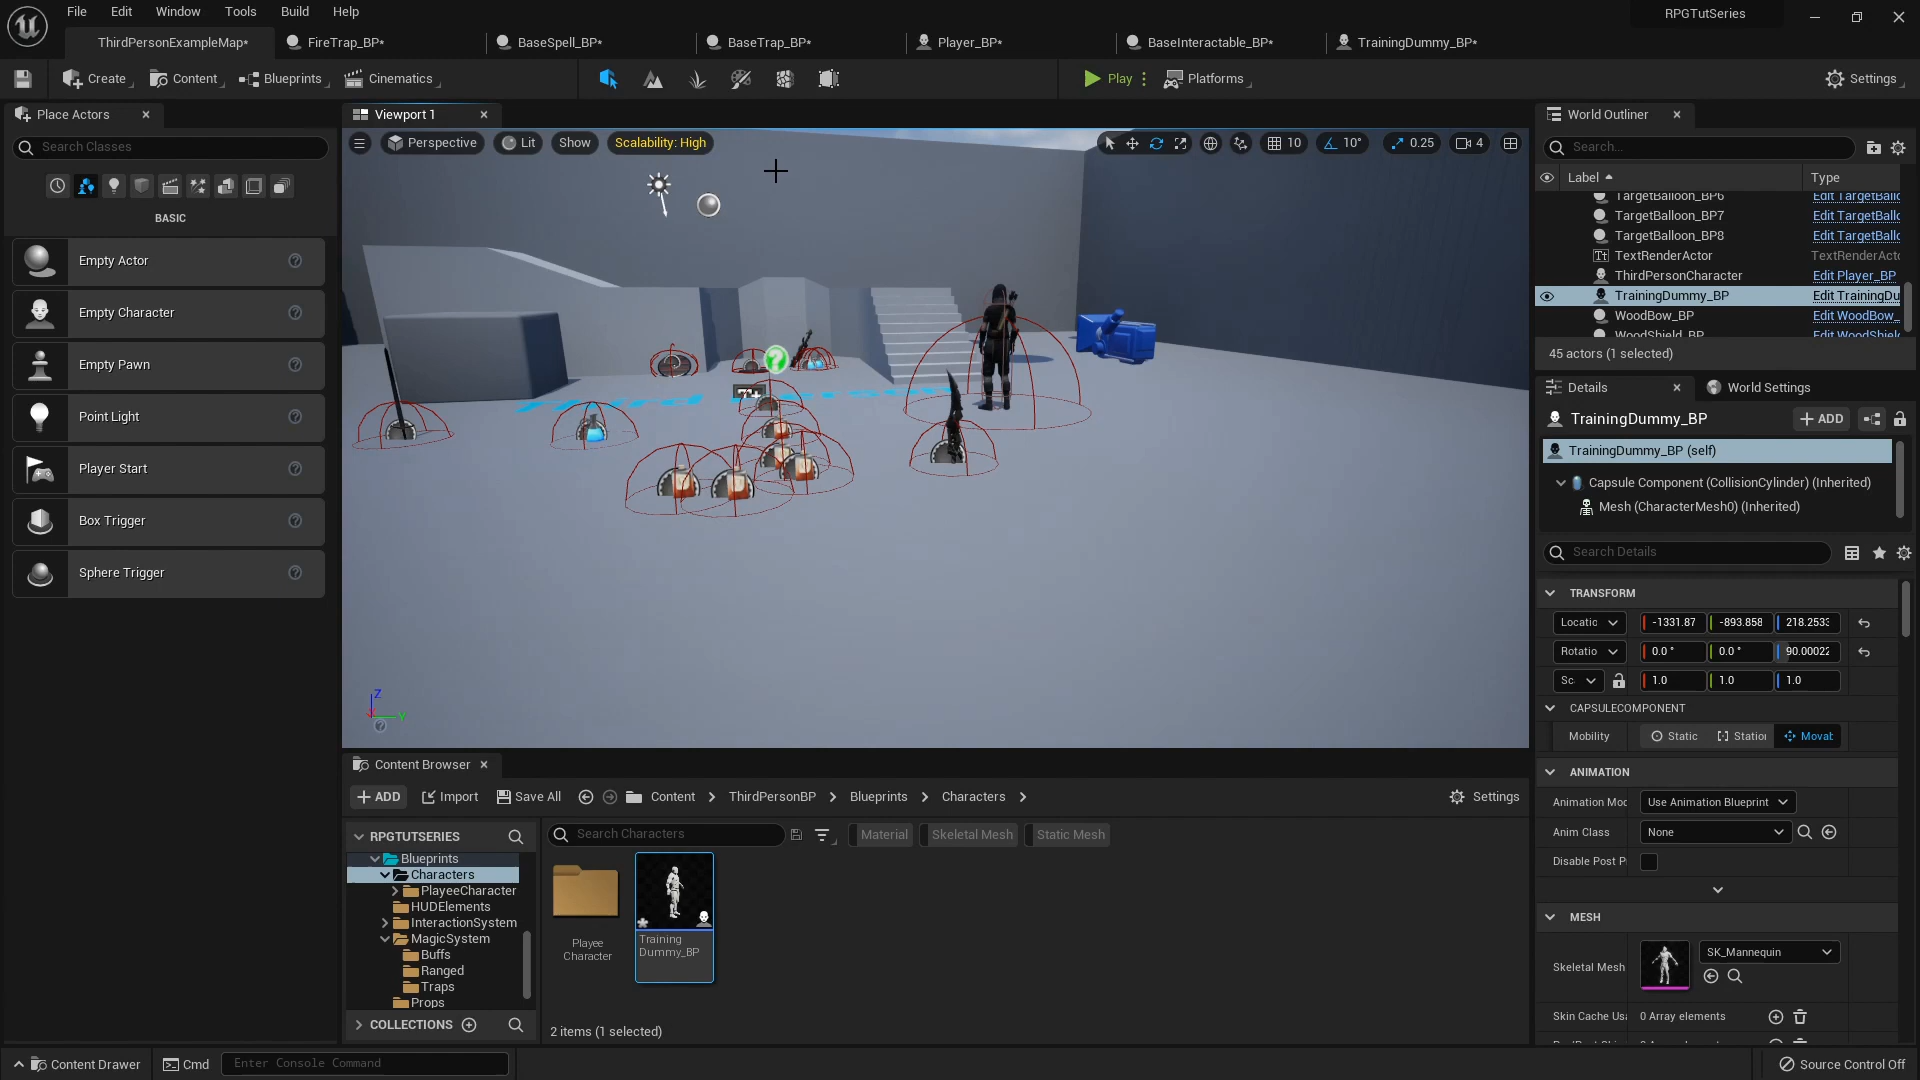 File Edit Window Tools Build Help
RPGTutSeries
ThirdPersonExampleMap*
FireTrap_BP*
BaseSpell_BP*
BaseTrap_BP*
Player_BP*
BaseInteractable_BP*
TrainingDummy_BP*
Create
Content
Blueprints
Cinematics
Play
Platforms
Settings
Place Actors
Search Classes
BASIC
Empty Actor
Empty Character
Empty Pawn
Point Light
Player Start
Box Trigger
Sphere Trigger
Viewport 1
Perspective
Lit
Show
Scalability: High
10
10°
0.25
4
Z
Y
World Outliner
Search...
Label
Type
TargetBalloon_BP6 Edit TargetBallo
TargetBalloon_BP7 Edit TargetBallo
TargetBalloon_BP8 Edit TargetBallo
TextRenderActor TextRenderActo
ThirdPersonCharacter Edit Player_BP
TrainingDummy_BP Edit TrainingDu
WoodBow_BP Edit WoodBow_
WoodShield_BP Edit WoodShield
45 actors (1 selected)
Details
World Settings
TrainingDummy_BP
ADD
TrainingDummy_BP (self)
Capsule Component (CollisionCylinder) (Inherited)
Mesh (CharacterMesh0) (Inherited)
Search Details
TRANSFORM
Locatio -1331.87 -893.858 218.2533
Rotatio 0.0 ° 0.0 ° 90.00022
Sc 1.0 1.0 1.0
CAPSULECOMPONENT
Mobility Static Station Movab
ANIMATION
Animation Mod Use Animation Blueprint
Anim Class None
Disable Post P
MESH
Skeletal Mesh SK_Mannequin
Skin Cache Usa 0 Array elements
Content Browser
ADD
Import
Save All
Content
ThirdPersonBP
Blueprints
Characters
Settings
RPGTUTSERIES
Blueprints
Characters
PlayeeCharacter
HUDElements
InteractionSystem
MagicSystem
Buffs
Ranged
Traps
Props
COLLECTIONS
Search Characters
Material
Skeletal Mesh
Static Mesh
Playee
Character
Training
Dummy_BP
2 items (1 selected)
Content Drawer
Cmd
Enter Console Command
Source Control Off